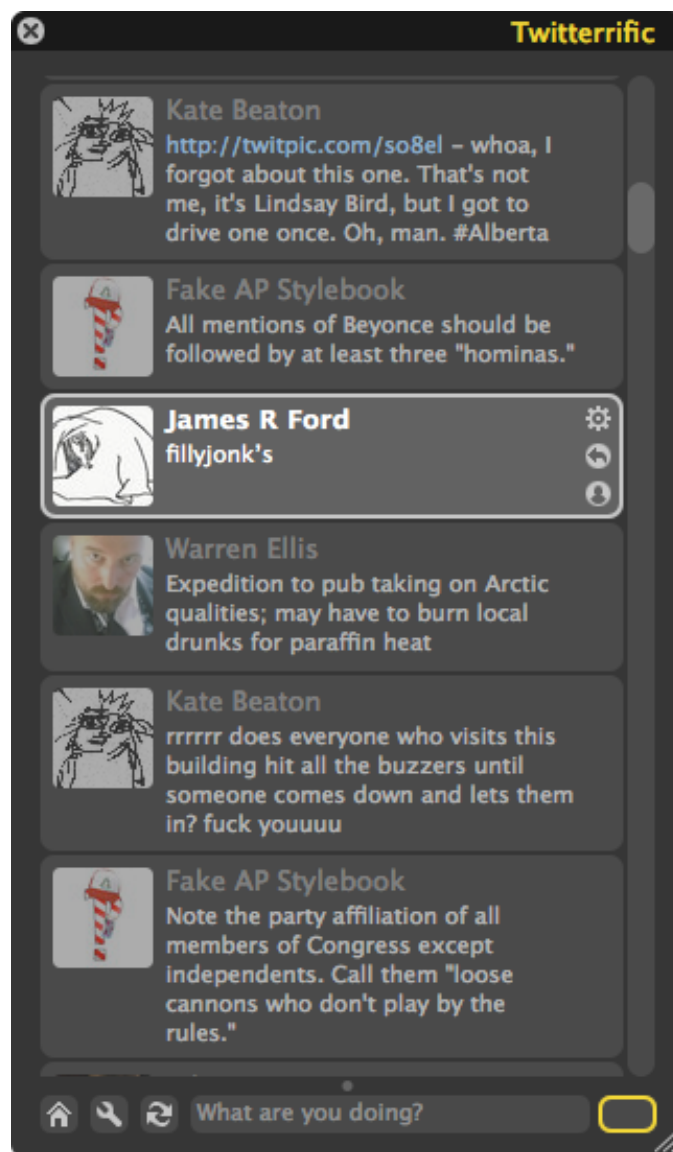 Twitterrific
Kate Beaton
http://twitpic.com/so8el – whoa, I
forgot about this one. That's not
me, it's Lindsay Bird, but I got to
drive one once. Oh, man. #Alberta
Fake AP Stylebook
All mentions of Beyonce should be
followed by at least three "hominas."
James R Ford
fillyjonk’s
Warren Ellis
Expedition to pub taking on Arctic
qualities; may have to burn local
drunks for paraffin heat
Kate Beaton
rrrrrr does everyone who visits this
building hit all the buzzers until
someone comes down and lets them
in? fuck youuuu
Fake AP Stylebook
Note the party affiliation of all
members of Congress except
independents. Call them "loose
cannons who don't play by the
rules."
What are you doing?